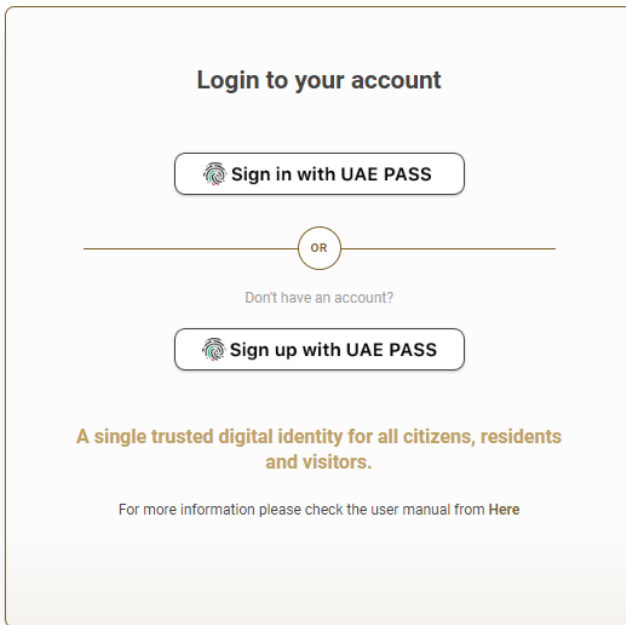 Login to your account
Sign in with UAE PASS
OR
Don't have an account?
Sign up with UAE PASS
A single trusted digital identity for all citizens, residents
and visitors.
For more information please check the user manual from Here